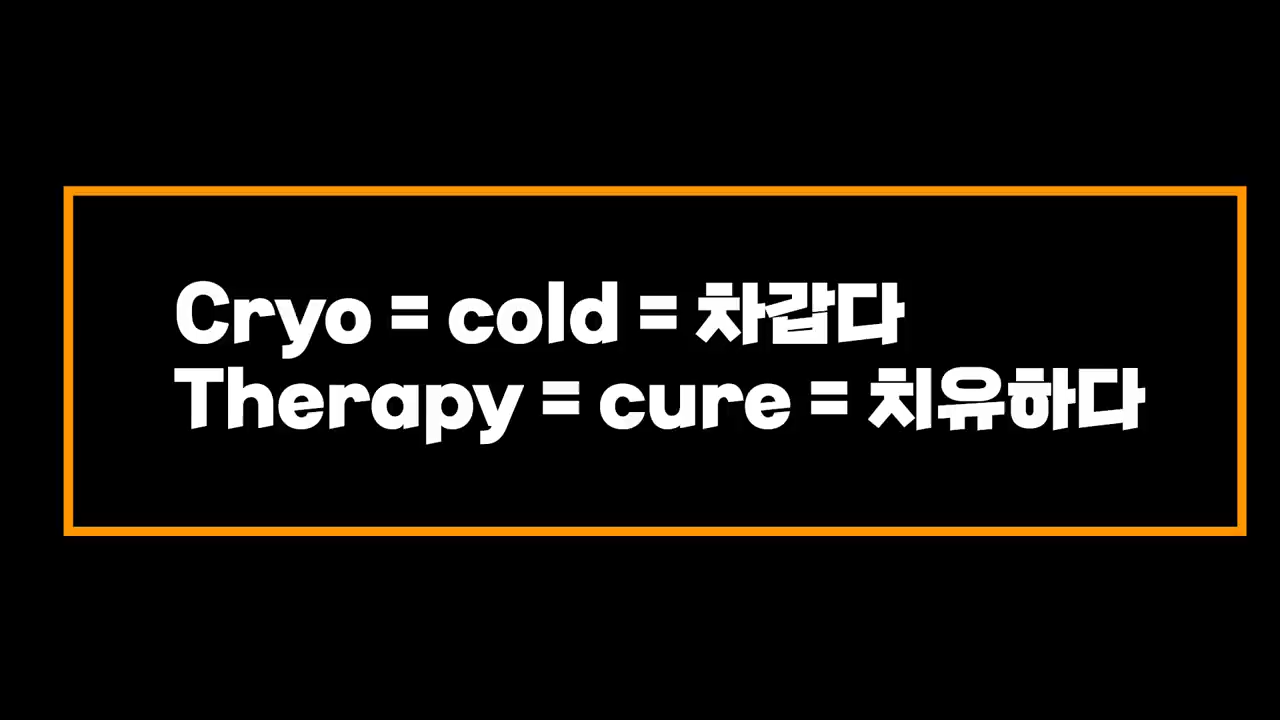 Cryo = cold = 차갑다
Therapy = cure = 치유하다